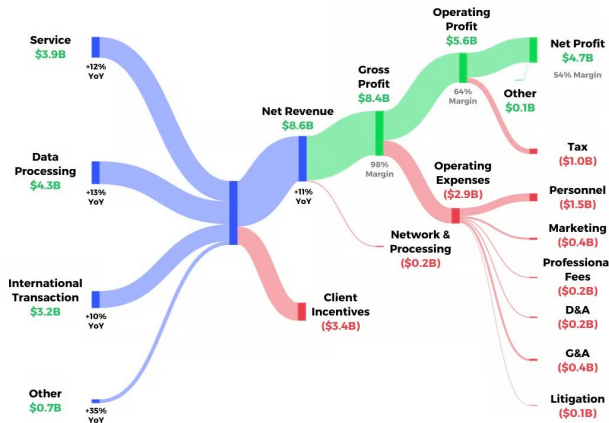 Service
$3.9B
+12%
YoY
Data
Processing
$4.3B
+13%
YoY
International
Transaction
$3.2B
+10%
YoY
Other
$0.7B
+35%
YoY
Net Revenue
$8.6B
+11%
YoY
Client
Incentives
($3.4B)
Gross
Profit
$8.4B
98%
Margin
Network &
Processing
($0.2B)
Operating
Profit
$5.6B
64%
Margin
Operating
Expenses
($2.9B)
Net Profit
$4.7B
54% Margin
Other
$0.1B
Tax
($1.0B)
Personnel
($1.5B)
Marketing
($0.4B)
Professiona
Fees
($0.2B)
D&A
($0.2B)
G&A
($0.4B)
Litigation
($0.1B)